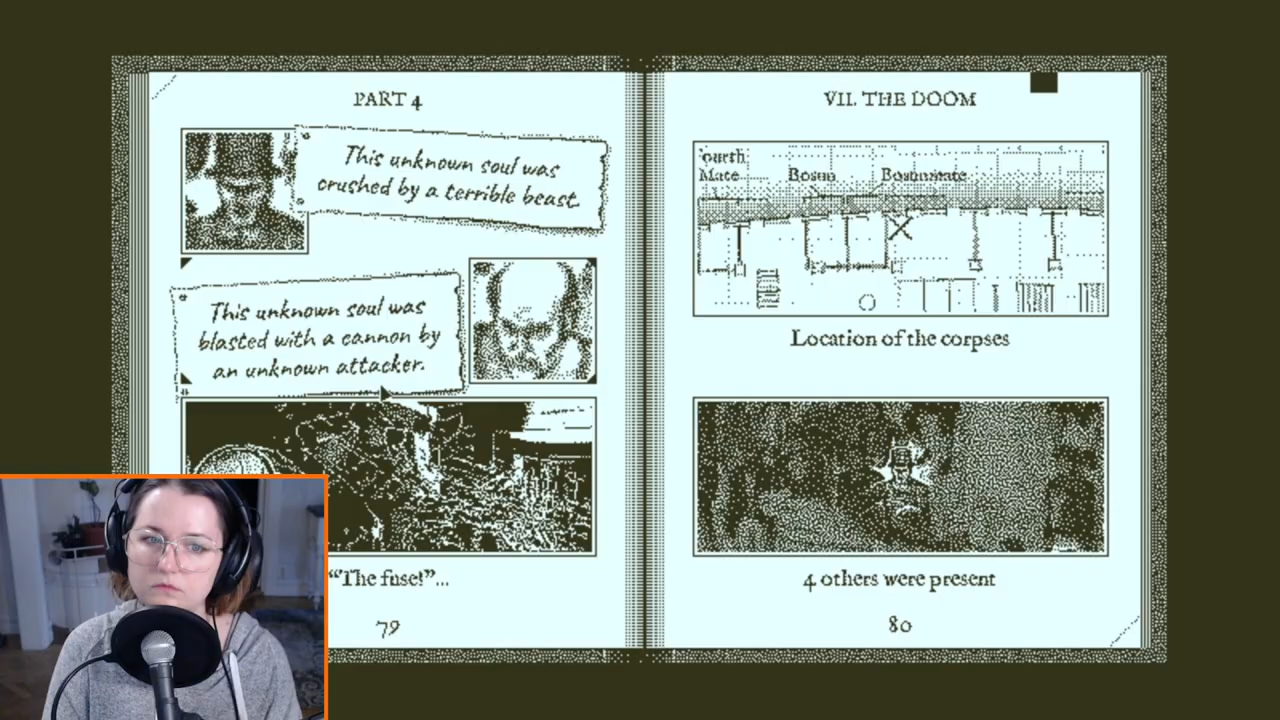 PART 4
This unknown soul was
crushed by a terrible beast.
This unknown soul was
blasted with a cannon by
an unknown attacker.
“The fuse!”...
79
VII. THE DOOM
ourth
Mate
Bosun
Bosunmate
Location of the corpses
4 others were present
80